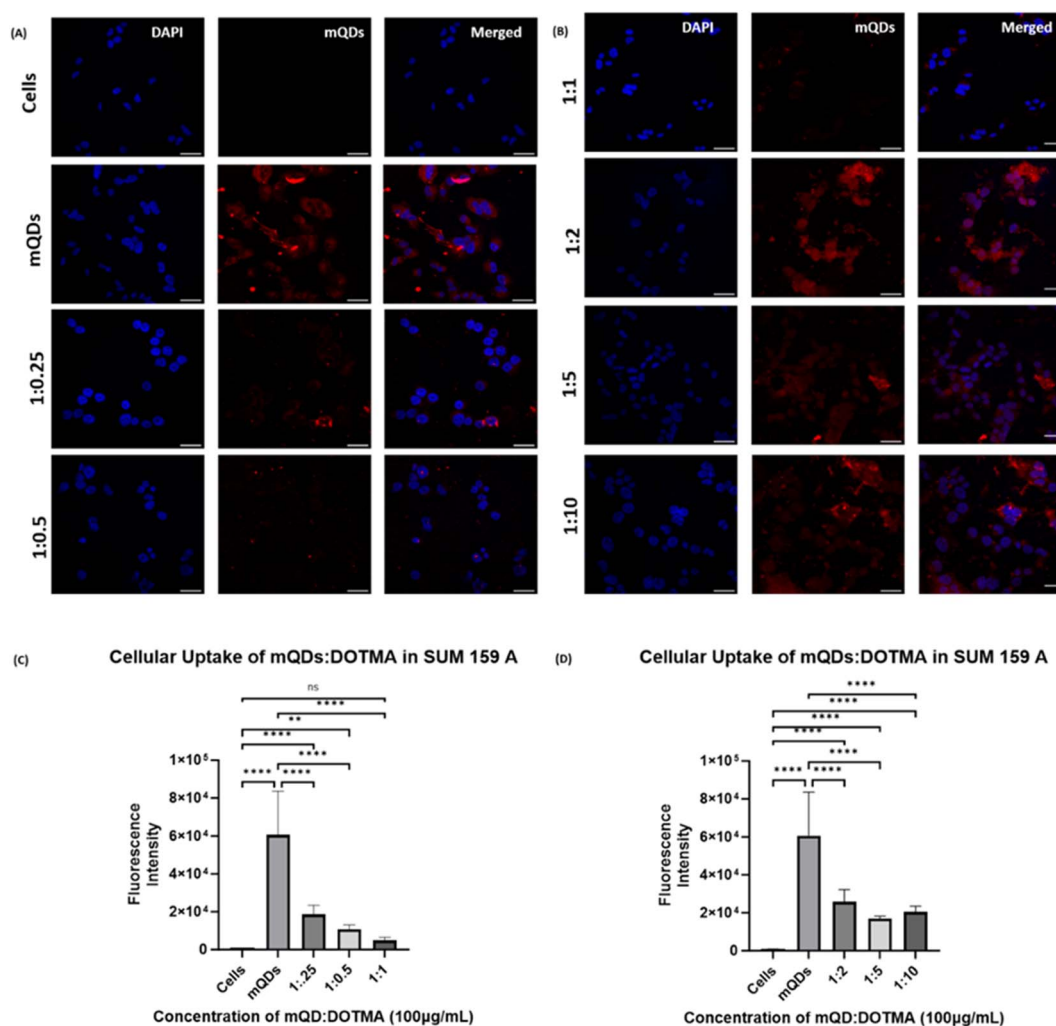 (A)
DAPI mQDs Merged
Cells
mQDs
1:0.25
1:0.5
(B)
DAPI mQDs Merged
1:1
1:2
1:5
1:10
(C)
Cellular Uptake of mQDs:DOTMA in SUM 159 A
ns
****
**
****
****
**** ****
Fluorescence
Intensity
1×10⁵
8×10⁴
6×10⁴
4×10⁴
2×10⁴
0
Cells mQDs 1:.25 1:0.5 1:1
Concentration of mQD:DOTMA (100µg/mL)
(D)
Cellular Uptake of mQDs:DOTMA in SUM 159 A
****
****
****
****
****
**** ****
Fluorescence
Intensity
1×10⁵
8×10⁴
6×10⁴
4×10⁴
2×10⁴
0
Cells mQDs 1:2 1:5 1:10
Concentration of mQD:DOTMA (100µg/mL)